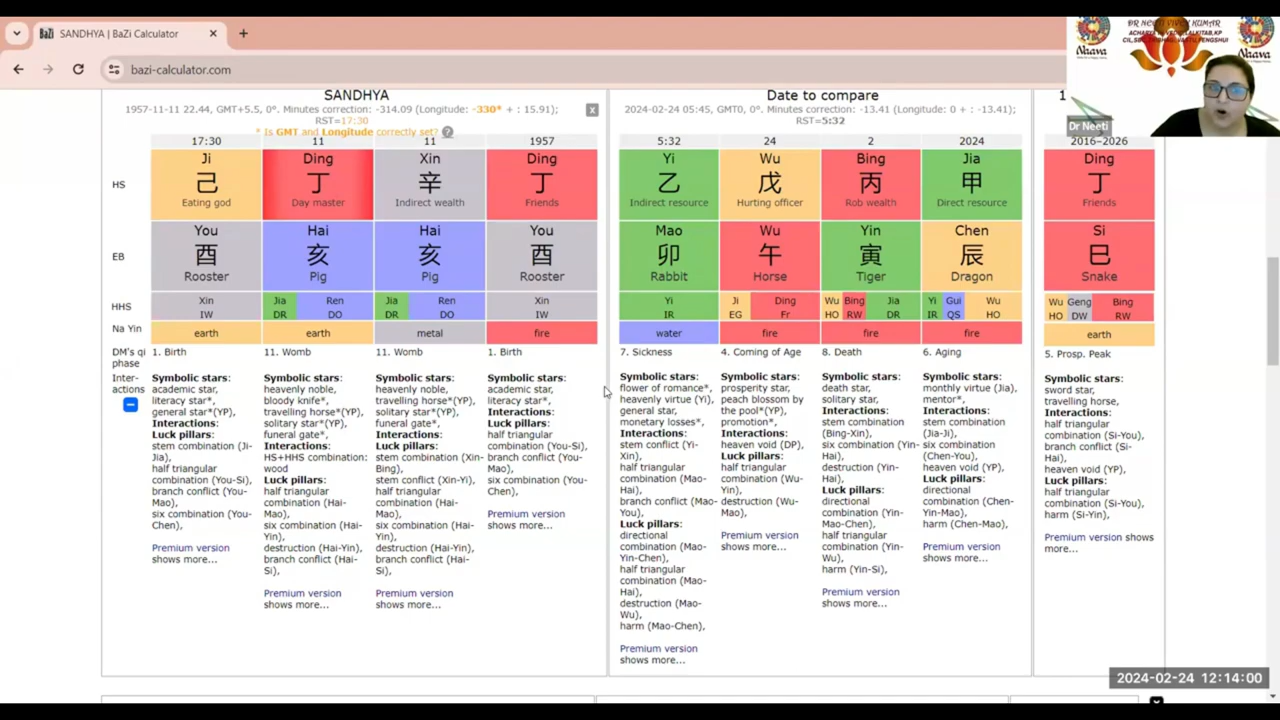 SANDHYA | BaZi Calculator
bazi-calculator.com
DR NEETI VIVEK KUMAR
Naava
Naava
Dr Neeti
SANDHYA
1957-11-11 22.44, GMT+5.5, 0°. Minutes correction: -314.09 (Longitude: -330* + : 15.91);
RST=17:30
* Is GMT and Longitude correctly set? ?
x
Date to compare
2024-02-24 05:45, GMT0, 0°. Minutes correction: -13.41 (Longitude: 0 + : -13.41);
RST=5:32
1
17:30 11 11 1957 5:32 24 2 2024 2016–2026
HS
Ji Ding Xin Ding Yi Wu Bing Jia Ding
己 丁 辛 丁 乙 戊 丙 甲 丁
Eating god Day master Indirect wealth Friends Indirect resource Hurting officer Rob wealth Direct resource Friends
EB
You Hai Hai You Mao Wu Yin Chen Si
酉 亥 亥 酉 卯 午 寅 辰 巳
Rooster Pig Pig Rooster Rabbit Horse Tiger Dragon Snake
HHS
Xin Jia Ren Jia Ren Xin Yi Ji Ding Wu Bing Jia Yi Gui Wu Wu Geng Bing
IW DR DO DR DO IW IR EG Fr HO RW DR IR QS HO HO DW RW
Na Yin earth earth metal fire water fire fire fire earth
DM's qi
phase
1. Birth 11. Womb 11. Womb 1. Birth 7. Sickness 4. Coming of Age 8. Death 6. Aging 5. Prosp. Peak
Inter-
actions
Symbolic stars:
academic star,
literacy star*,
general star*(YP),
Interactions:
Luck pillars:
stem combination (Ji-
Jia),
half triangular
combination (You-Si),
branch conflict (You-
Mao),
six combination (You-
Chen),
Premium version
shows more...
Symbolic stars:
heavenly noble,
bloody knife*,
travelling horse*(YP),
solitary star*(YP),
funeral gate*,
Interactions:
HS+HHS combination:
wood
Luck pillars:
half triangular
combination (Hai-
Mao),
six combination (Hai-
Yin),
destruction (Hai-Yin),
branch conflict (Hai-
Si),
Premium version
shows more...
Symbolic stars:
heavenly noble,
travelling horse*(YP),
solitary star*(YP),
funeral gate*,
Luck pillars:
stem combination (Xin-
Bing),
stem conflict (Xin-Yi),
half triangular
combination (Hai-
Mao),
six combination (Hai-
Yin),
destruction (Hai-Yin),
branch conflict (Hai-
Si),
Premium version
shows more...
Symbolic stars:
academic star,
literacy star*,
Interactions:
Luck pillars:
half triangular
combination (You-Si),
branch conflict (You-
Mao),
six combination (You-
Chen),
Premium version
shows more...
Symbolic stars:
flower of romance*,
heavenly virtue (Yi),
general star,
monetary losses*,
Interactions:
stem conflict (Yi-
Xin),
half triangular
combination (Mao-
Hai),
branch conflict (Mao-
You),
Luck pillars:
directional
combination (Mao-
Yin-Chen),
half triangular
combination (Mao-
Hai),
destruction (Mao-
Wu),
harm (Mao-Chen),
Premium version
shows more...
Symbolic stars:
prosperity star,
peach blossom by
the pool*(YP),
promotion*,
Interactions:
heaven void (DP),
Luck pillars:
half triangular
combination (Wu-
Yin),
destruction (Wu-
Mao),
Premium version
shows more...
Symbolic stars:
death star,
solitary star,
Interactions:
stem combination
(Bing-Xin),
six combination (Yin-
Hai),
destruction (Yin-
Hai),
Luck pillars:
directional
combination (Yin-
Mao-Chen),
half triangular
combination (Yin-
Wu),
harm (Yin-Si),
Premium version
shows more...
Symbolic stars:
monthly virtue (Jia),
mentor*,
Interactions:
stem combination
(Jia-Ji),
six combination
(Chen-You),
heaven void (YP),
Luck pillars:
directional
combination (Chen-
Yin-Mao),
harm (Chen-Mao),
Premium version
shows more...
Symbolic stars:
sword star,
travelling horse,
Interactions:
half triangular
combination (Si-You),
branch conflict (Si-
Hai),
heaven void (YP),
Luck pillars:
half triangular
combination (Si-You),
harm (Si-Yin),
Premium version shows
more...
2024-02-24 12:14:00